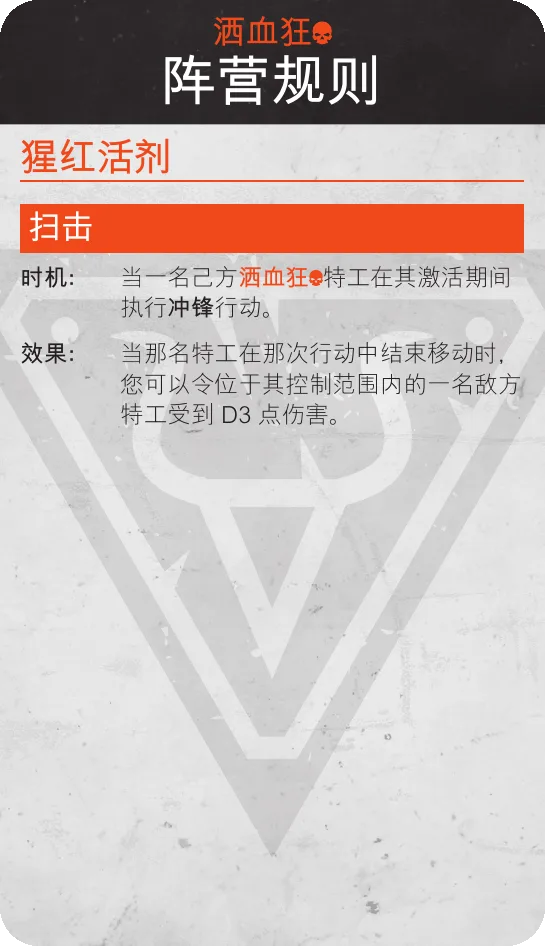 洒血狂
阵营规则
猩红活剂
扫击
时机: 当一名己方洒血狂特工在其激活期间
执行冲锋行动。
效果: 当那名特工在那次行动中结束移动时,
您可以令位于其控制范围内的一名敌方
特工受到 D3 点伤害。